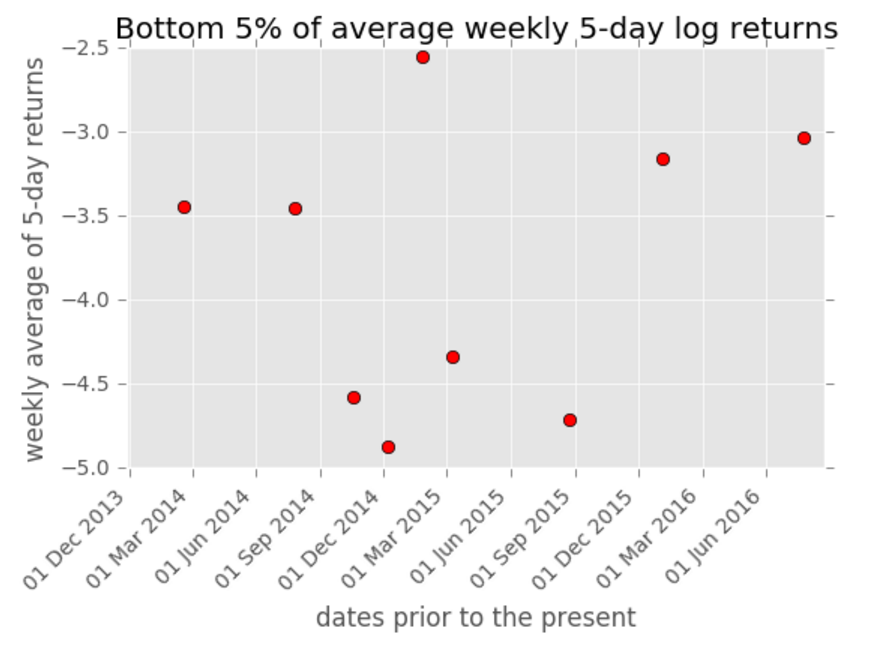 Bottom 5% of average weekly 5-day log returns
weekly average of 5-day returns
−2.5
−3.0
−3.5
−4.0
−4.5
−5.0
01 Dec 2013
01 Mar 2014
01 Jun 2014
01 Sep 2014
01 Dec 2014
01 Mar 2015
01 Jun 2015
01 Sep 2015
01 Dec 2015
01 Mar 2016
01 Jun 2016
dates prior to the present